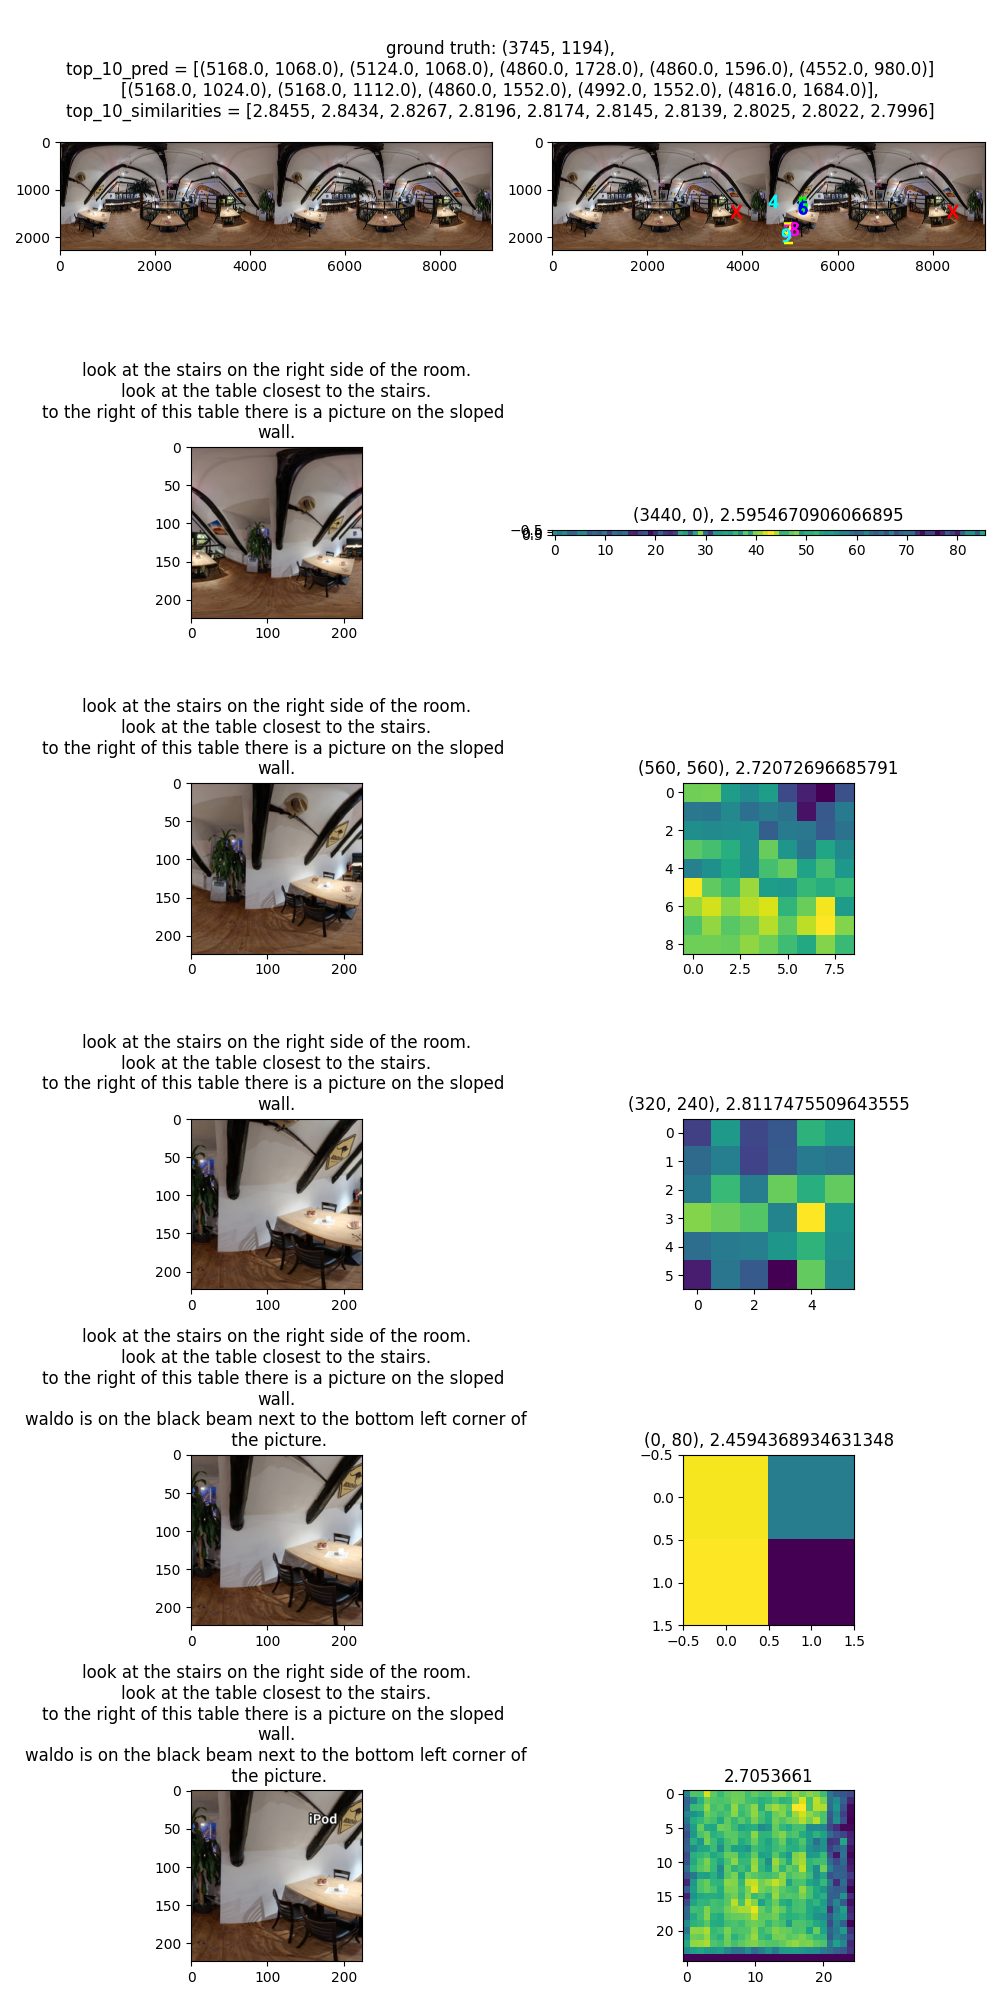 ground truth: (3745, 1194),
top_10_pred = [(5168.0, 1068.0), (5124.0, 1068.0), (4860.0, 1728.0), (4860.0, 1596.0), (4552.0, 980.0)]
[(5168.0, 1024.0), (5168.0, 1112.0), (4860.0, 1552.0), (4992.0, 1552.0), (4816.0, 1684.0)],
top_10_similarities = [2.8455, 2.8434, 2.8267, 2.8196, 2.8174, 2.8145, 2.8139, 2.8025, 2.8022, 2.7996]
0
1000
2000
0 2000 4000 6000 8000
0
1000
2000
4
6
8
9
X
X
0 2000 4000 6000 8000
look at the stairs on the right side of the room.
look at the table closest to the stairs.
to the right of this table there is a picture on the sloped
wall.
0
50
100
150
200
0 100 200
(3440, 0), 2.5954670906066895
−0.5
0.5
0 10 20 30 40 50 60 70 80
look at the stairs on the right side of the room.
look at the table closest to the stairs.
to the right of this table there is a picture on the sloped
wall.
0
50
100
150
200
0 100 200
(560, 560), 2.72072696685791
0
2
4
6
8
0.0 2.5 5.0 7.5
look at the stairs on the right side of the room.
look at the table closest to the stairs.
to the right of this table there is a picture on the sloped
wall.
0
50
100
150
200
0 100 200
(320, 240), 2.8117475509643555
0
1
2
3
4
5
0 2 4
look at the stairs on the right side of the room.
look at the table closest to the stairs.
to the right of this table there is a picture on the sloped
wall.
waldo is on the black beam next to the bottom left corner of
the picture.
0
50
100
150
200
0 100 200
(0, 80), 2.4594368934631348
−0.5
0.0
0.5
1.0
1.5
−0.5 0.0 0.5 1.0 1.5
look at the stairs on the right side of the room.
look at the table closest to the stairs.
to the right of this table there is a picture on the sloped
wall.
waldo is on the black beam next to the bottom left corner of
the picture.
0
50
100
150
200
iPod
0 100 200
2.7053661
0
5
10
15
20
0 10 20